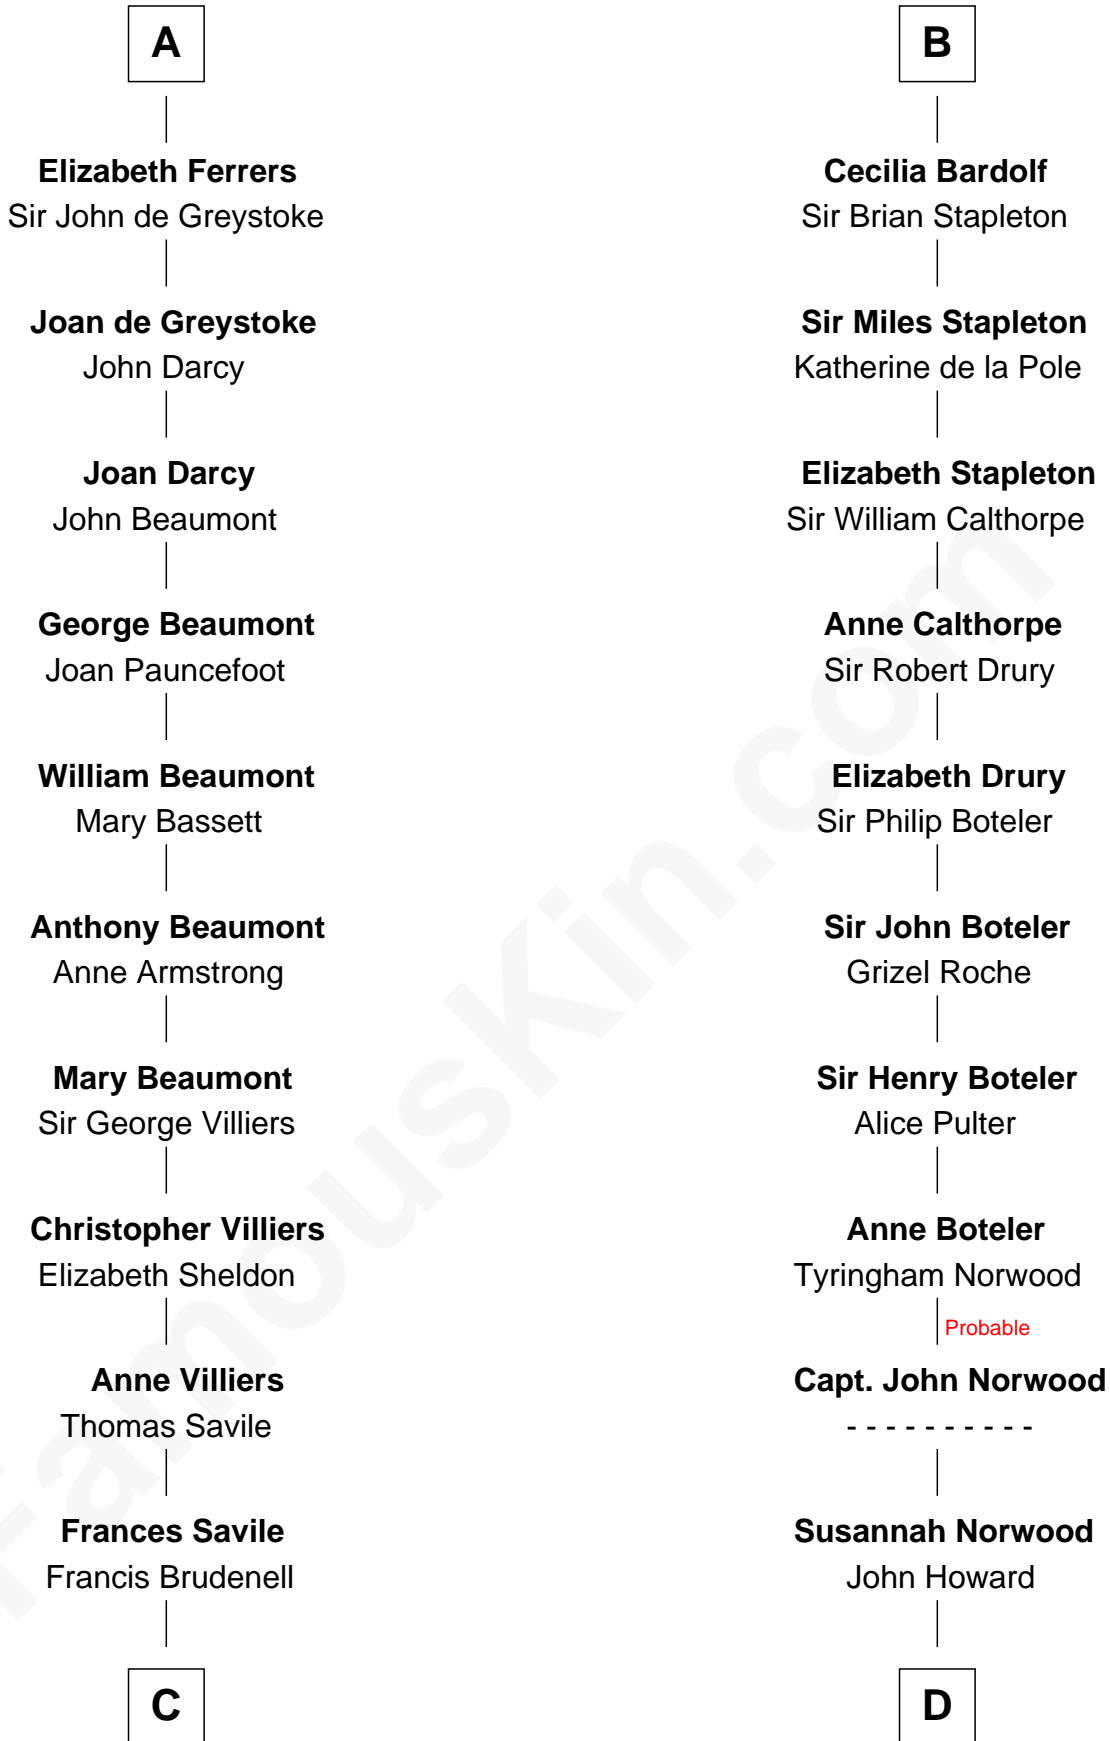 A
Elizabeth Ferrers
Sir John de Greystoke
Joan de Greystoke
John Darcy
Joan Darcy
John Beaumont
George Beaumont
Joan Pauncefoot
William Beaumont
Mary Bassett
Anthony Beaumont
Anne Armstrong
Mary Beaumont
Sir George Villiers
Christopher Villiers
Elizabeth Sheldon
Anne Villiers
Thomas Savile
Frances Savile
Francis Brudenell
C
B
Cecilia Bardolf
Sir Brian Stapleton
Sir Miles Stapleton
Katherine de la Pole
Elizabeth Stapleton
Sir William Calthorpe
Anne Calthorpe
Sir Robert Drury
Elizabeth Drury
Sir Philip Boteler
Sir John Boteler
Grizel Roche
Sir Henry Boteler
Alice Pulter
Anne Boteler
Tyringham Norwood
Probable
Capt. John Norwood
- - - - - - - - - -
Susannah Norwood
John Howard
D
FamousKin.com